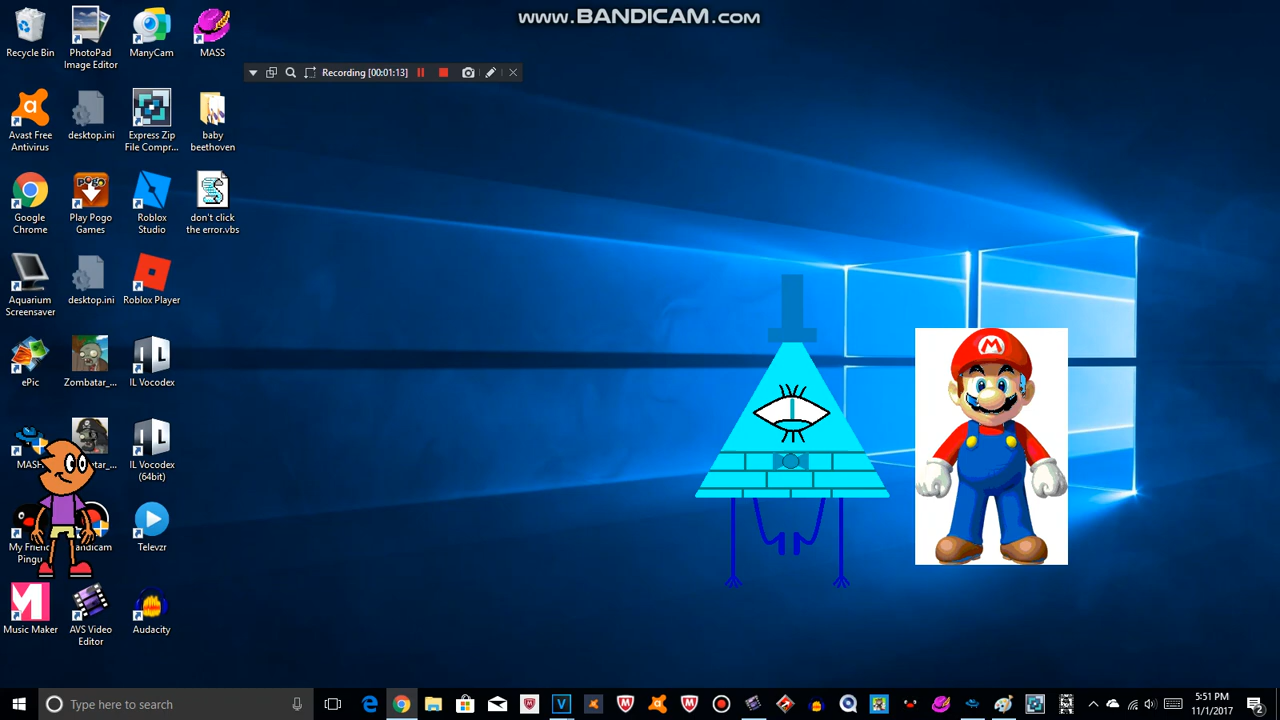 www.BANDICAM.com
Recording [00:01:13]
Recycle Bin
PhotoPad
Image Editor
ManyCam
MASS
Avast Free
Antivirus
desktop.ini
Express Zip
File Compr...
baby
beethoven
Google
Chrome
Play Pogo
Games
Roblox
Studio
don't click
the error.vbs
Aquarium
Screensaver
desktop.ini
Roblox Player
ePic
Zombatar_...
IL Vocodex
IL Vocodex
(64bit)
My Frien
Pingu
Televzr
Music Maker
AVS Video
Editor
Audacity
M
Type here to search
5:51 PM
11/1/2017